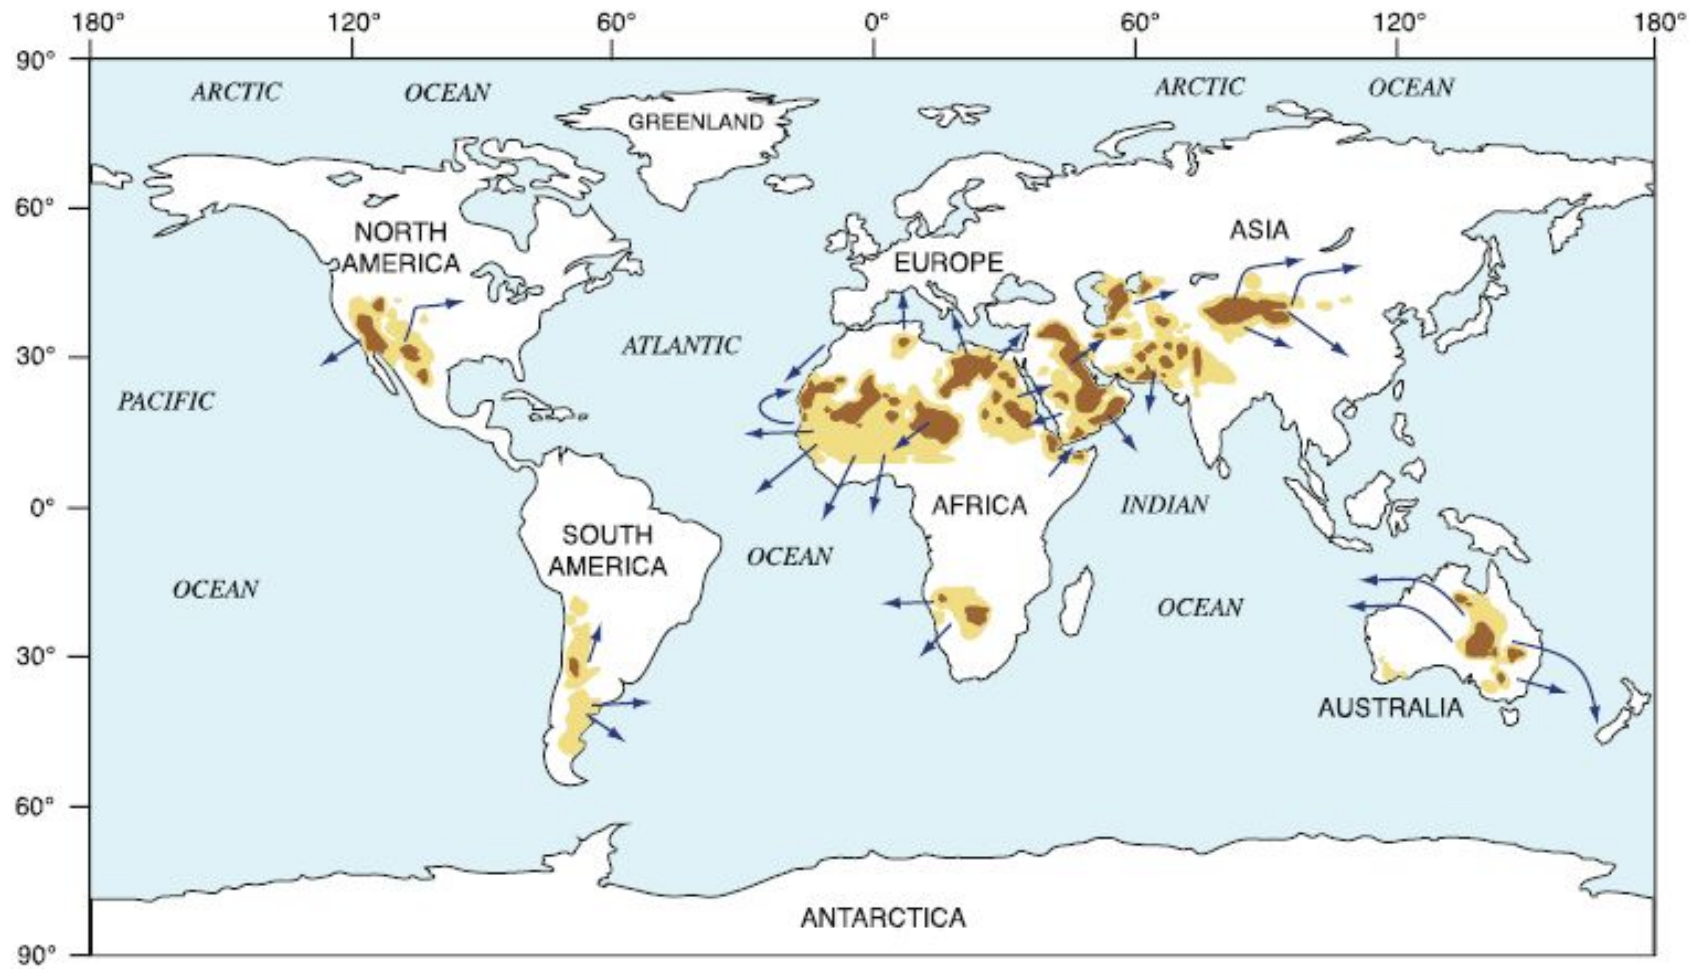 180° 120° 60° 0° 60° 120° 180°
90°
ARCTIC OCEAN ARCTIC OCEAN
GREENLAND
60°
NORTH
AMERICA
EUROPE
ASIA
30°
ATLANTIC
PACIFIC
0°
AFRICA
INDIAN
SOUTH
AMERICA
OCEAN
OCEAN
OCEAN
30°
AUSTRALIA
60°
ANTARCTICA
90°